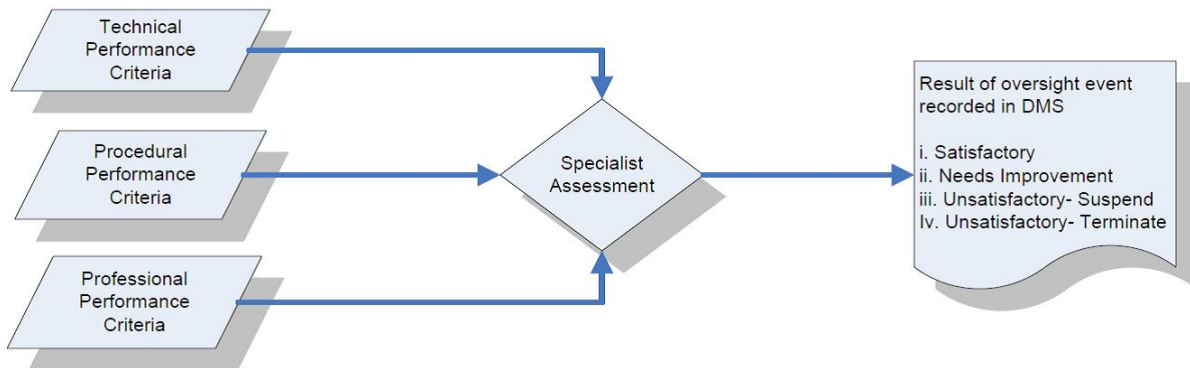 Technical
Performance
Criteria
Procedural
Performance
Criteria
Professional
Performance
Criteria
Specialist
Assessment
Result of oversight event
recorded in DMS
i. Satisfactory
ii. Needs Improvement
iii. Unsatisfactory- Suspend
Iv. Unsatisfactory- Terminate